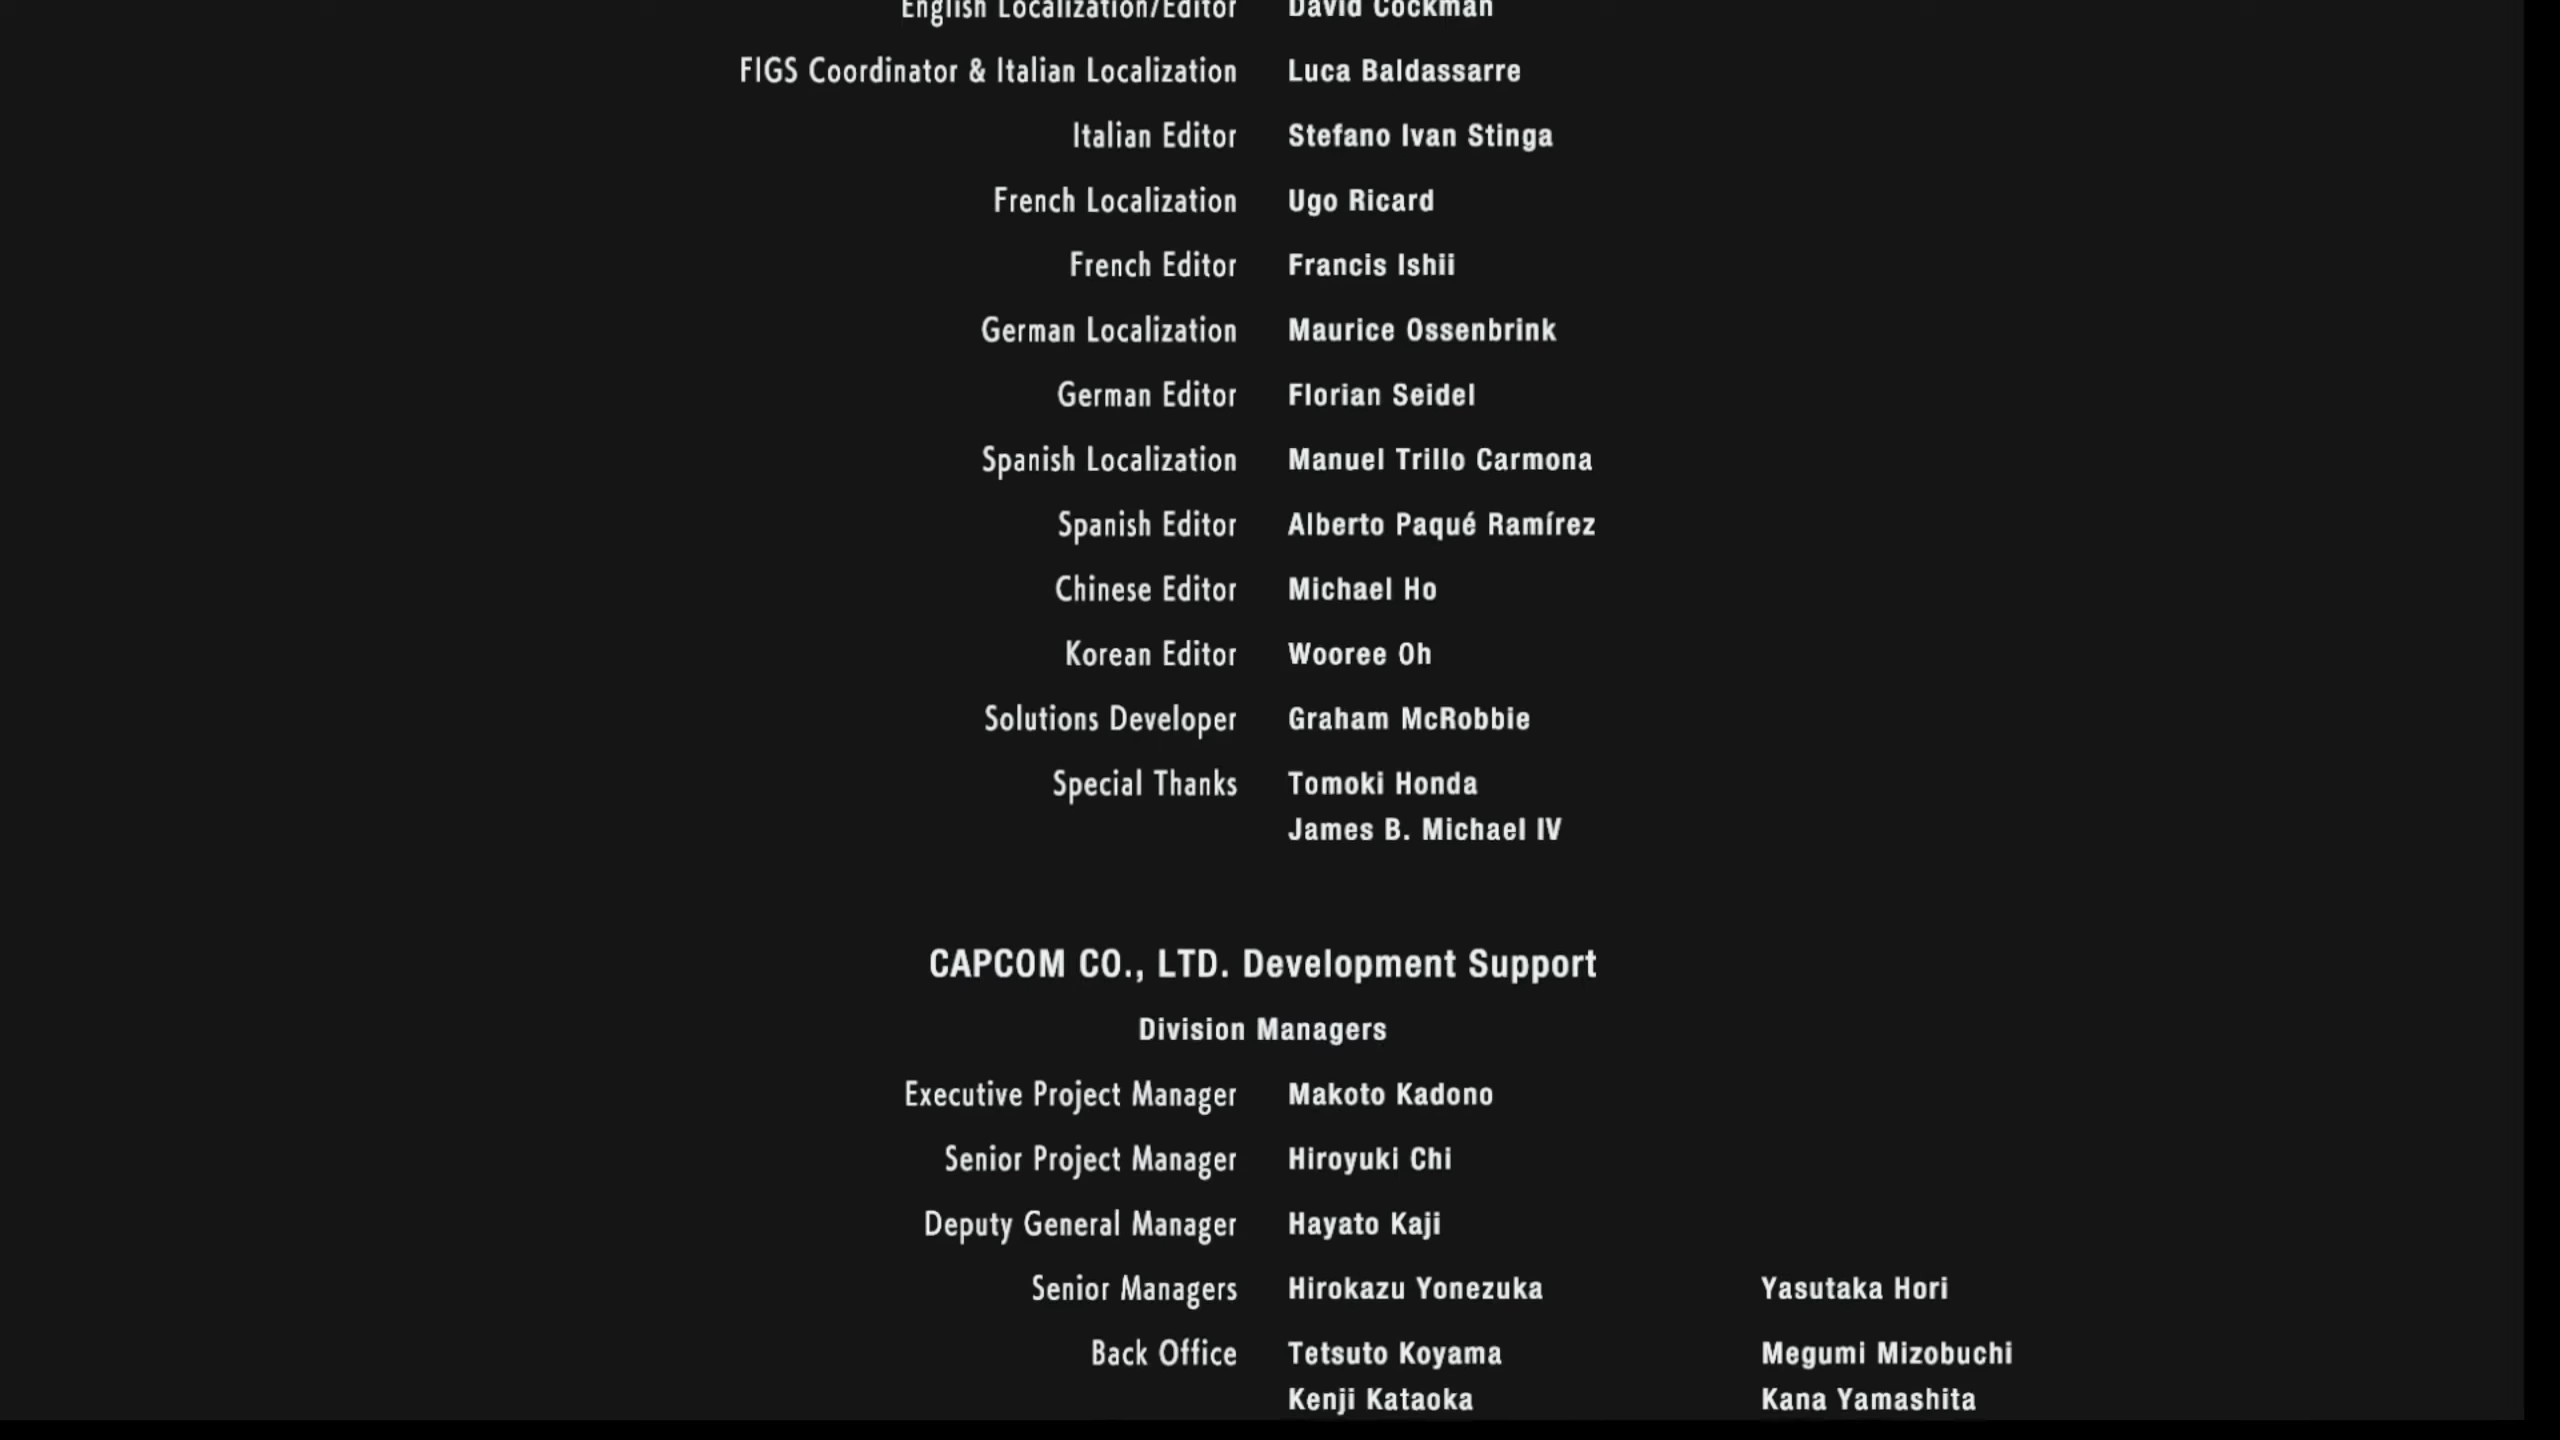 English Localization/Editor David Cockman
FIGS Coordinator & Italian Localization Luca Baldassarre
Italian Editor Stefano Ivan Stinga
French Localization Ugo Ricard
French Editor Francis Ishii
German Localization Maurice Ossenbrink
German Editor Florian Seidel
Spanish Localization Manuel Trillo Carmona
Spanish Editor Alberto Paqué Ramírez
Chinese Editor Michael Ho
Korean Editor Wooree Oh
Solutions Developer Graham McRobbie
Special Thanks Tomoki Honda
James B. Michael IV
CAPCOM CO., LTD. Development Support
Division Managers
Executive Project Manager Makoto Kadono
Senior Project Manager Hiroyuki Chi
Deputy General Manager Hayato Kaji
Senior Managers Hirokazu Yonezuka Yasutaka Hori
Back Office Tetsuto Koyama Megumi Mizobuchi
Kenji Kataoka Kana Yamashita